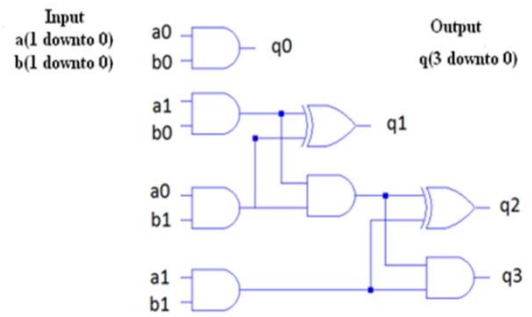 Input
a(1 downto 0)
b(1 downto 0)
Output
q(3 downto 0)
a0
b0
q0
a1
b0
q1
a0
b1
q2
a1
b1
q3